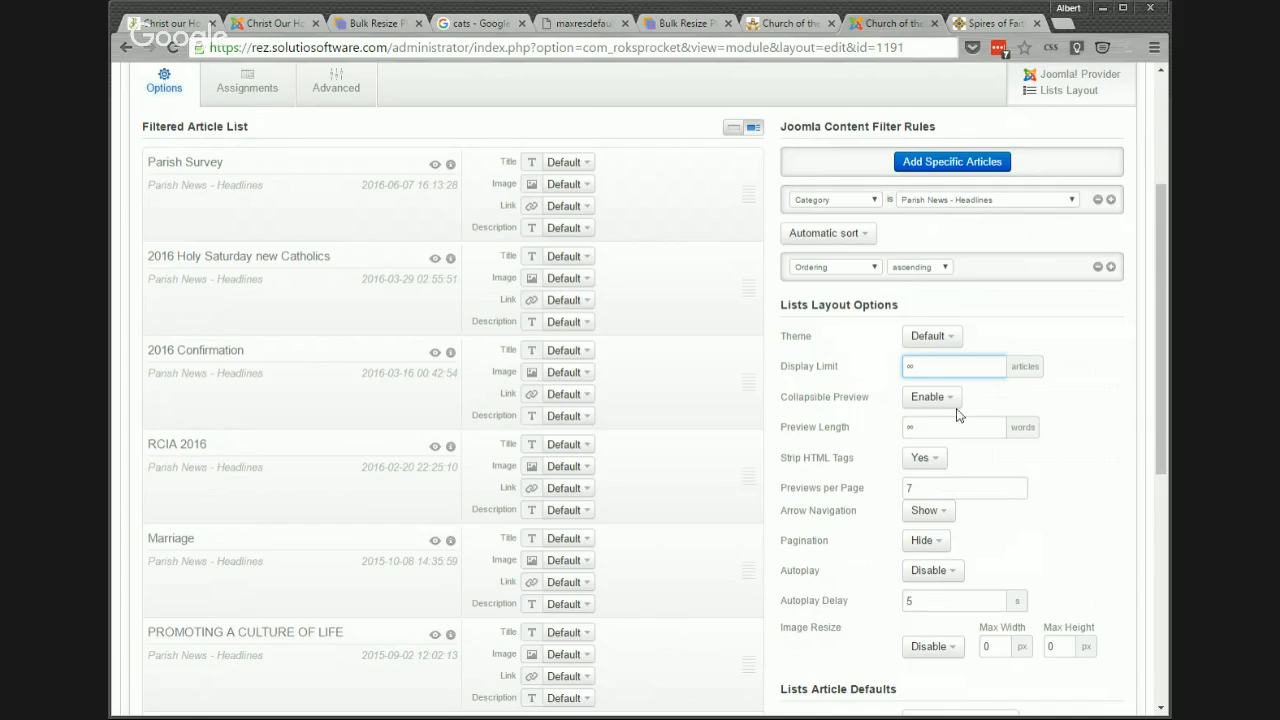 Albert
Christ our Ho
Christ Our Ho
Bulk Resize P
cats - Google
maxresdefaul
Bulk Resize P
Church of the
Church of the
Spires of Fait
Google
https://rez.solutiosoftware.com/administrator/index.php?option=com_roksprocket&view=module&layout=edit&id=1191
7
CSS
Options
Assignments
Advanced
Joomla! Provider
Lists Layout
Filtered Article List
Parish Survey
Parish News - Headlines 2016-06-07 16:13:28
Title T Default
Image Default
Link Default
Description T Default
2016 Holy Saturday new Catholics
Parish News - Headlines 2016-03-29 02:55:51
Title T Default
Image Default
Link Default
Description T Default
2016 Confirmation
Parish News - Headlines 2016-03-16 00:42:54
Title T Default
Image Default
Link Default
Description T Default
RCIA 2016
Parish News - Headlines 2016-02-20 22:25:10
Title T Default
Image Default
Link Default
Description T Default
Marriage
Parish News - Headlines 2015-10-08 14:35:59
Title T Default
Image Default
Link Default
Description T Default
PROMOTING A CULTURE OF LIFE
Parish News - Headlines 2015-09-02 12:02:13
Title T Default
Image Default
Link Default
Description T Default
Joomla Content Filter Rules
Add Specific Articles
Category is Parish News - Headlines
Automatic sort
Ordering ascending
Lists Layout Options
Theme Default
Display Limit ∞ articles
Collapsible Preview Enable
Preview Length ∞ words
Strip HTML Tags Yes
Previews per Page 7
Arrow Navigation Show
Pagination Hide
Autoplay Disable
Autoplay Delay 5 s
Image Resize Max Width Max Height
Disable 0 px 0 px
Lists Article Defaults